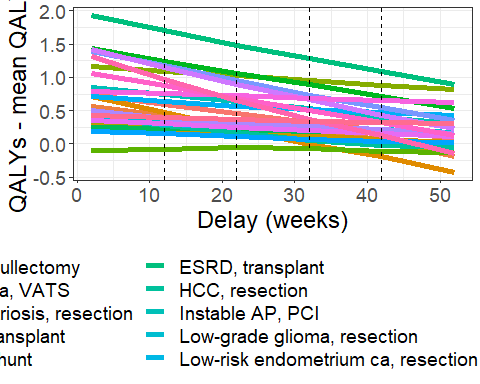 QALYs - mean QAL
2.0
1.5
1.0
0.5
0.0
-0.5
0 10 20 30 40 50
Delay (weeks)
ullectomy
a, VATS
riosis, resection
ansplant
hunt
ESRD, transplant
HCC, resection
Instable AP, PCI
Low-grade glioma, resection
Low-risk endometrium ca, resection